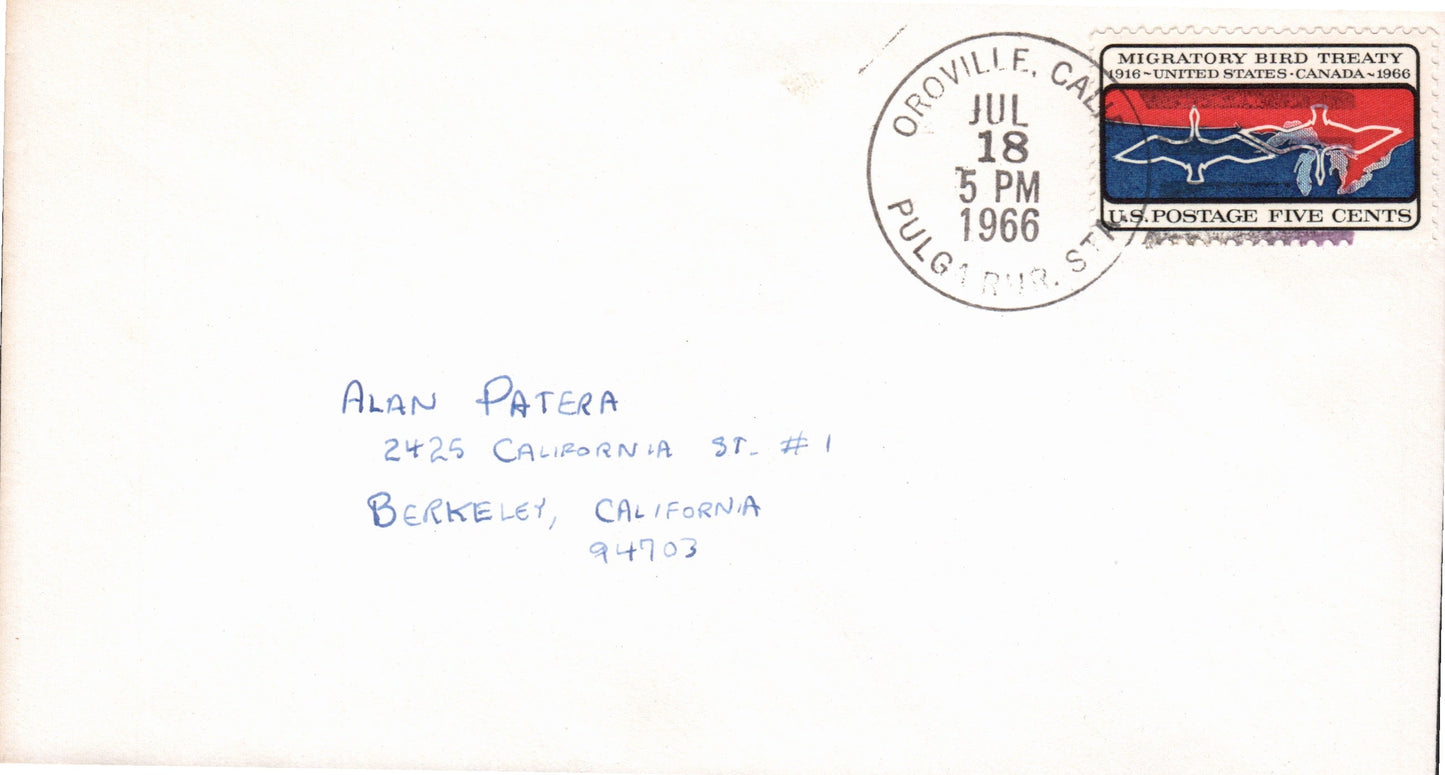 OROVILLE, CALIF.
JUL
18
5 PM
1966
PULGA RUR. STA.
MIGRATORY BIRD TREATY
1916~UNITED STATES·CANADA~1966
U.S. POSTAGE FIVE CENTS
ALAN PATERA
2425 CALIFORNIA ST. #1
BERKELEY, CALIFORNIA
94703